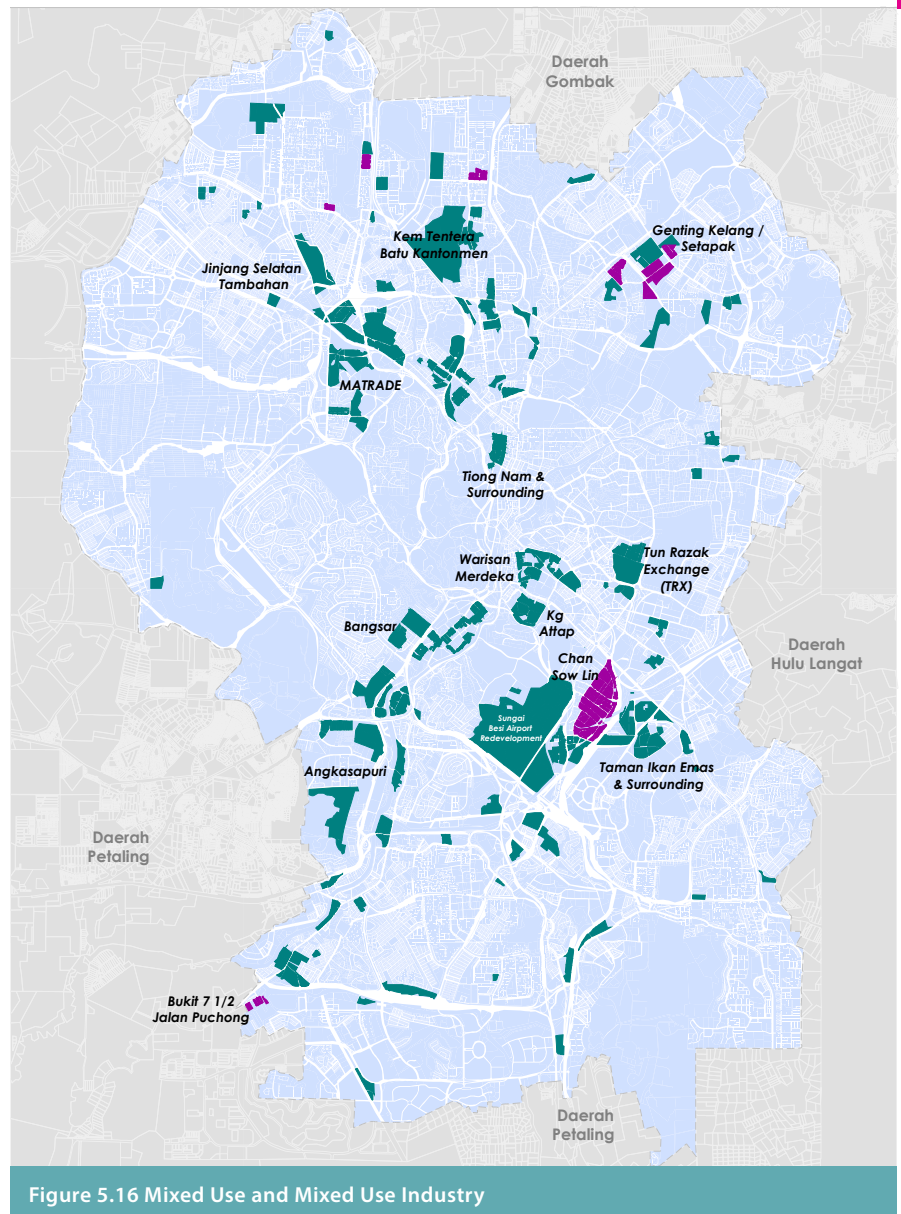 Daerah
Gombak
Genting Kelang /
Setapak
Kem Tentera
Batu Kantonmen
Jinjang Selatan
Tambahan
MATRADE
Tiong Nam &
Surrounding
Warisan
Merdeka
Tun Razak
Exchange
(TRX)
Bangsar
Kg
Attap
Daerah
Hulu Langat
Chan
Sow Lin
Sungai
Besi Airport
Redevelopment
Angkasapuri
Taman Ikan Emas
& Surrounding
Daerah
Petaling
Bukit 7 1/2
Jalan Puchong
Daerah
Petaling
Figure 5.16 Mixed Use and Mixed Use Industry